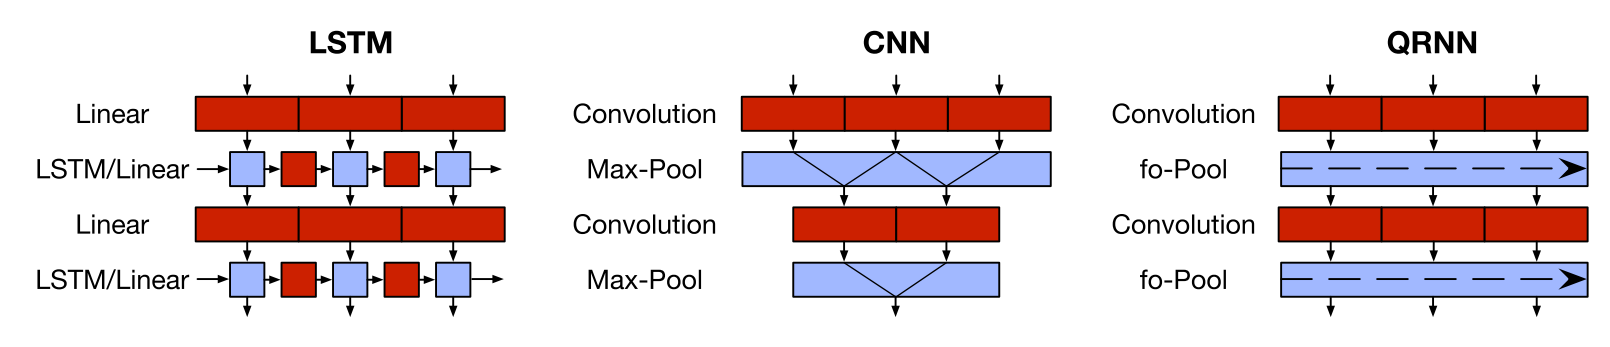 LSTM
Linear
LSTM/Linear
Linear
LSTM/Linear
CNN
Convolution
Max-Pool
Convolution
Max-Pool
QRNN
Convolution
fo-Pool
Convolution
fo-Pool